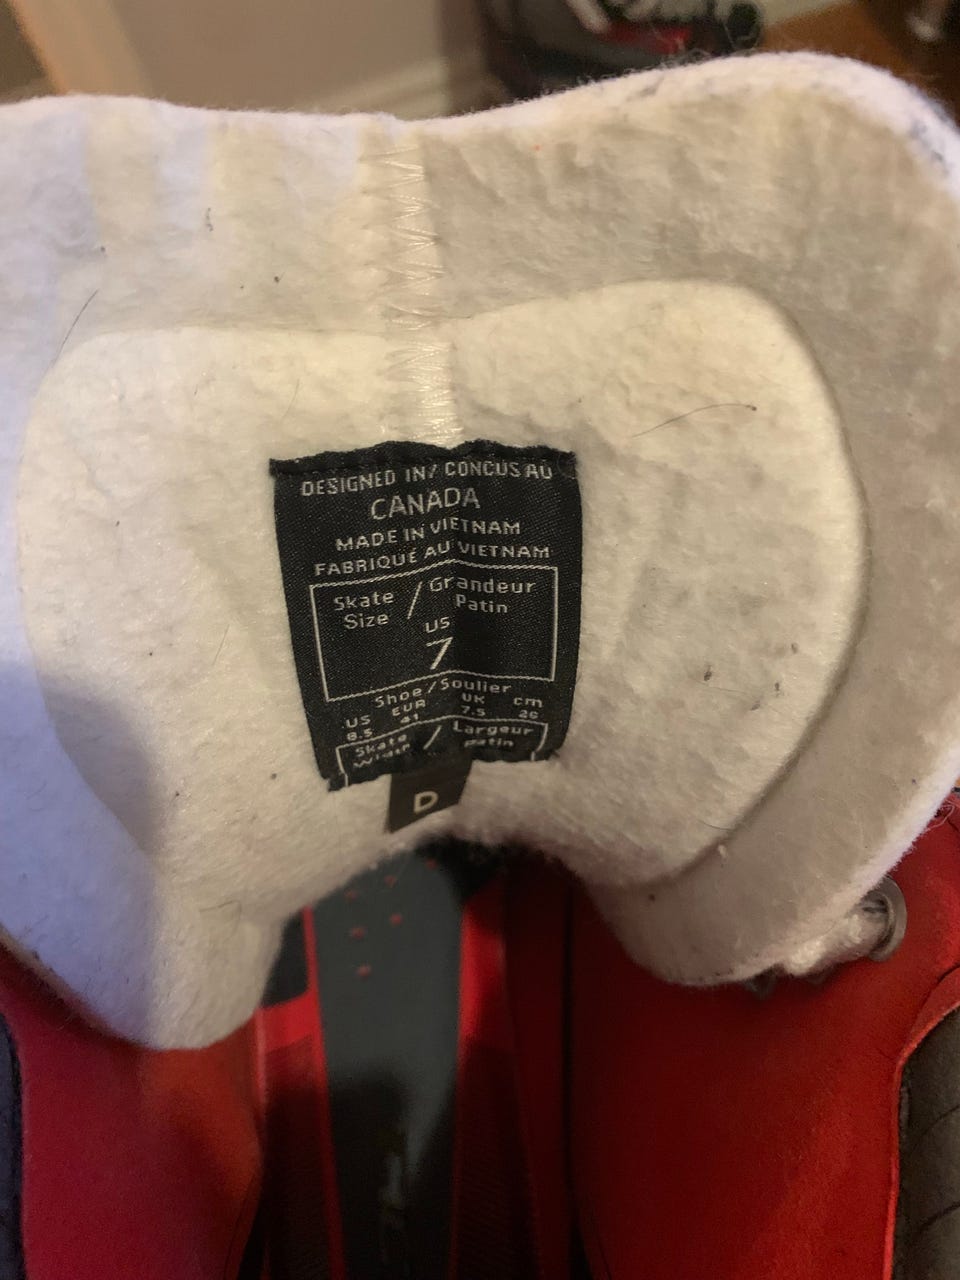 DESIGNED IN/ CONCUS AU
CANADA
MADE IN VIETNAM
FABRIQUÉ AU VIETNAM
Skate Size / Grandeur Patin
US
7
Shoe/Soulier
US EUR UK cm
8.5 41 7.5 26
Skate Width / Largeur patin
D